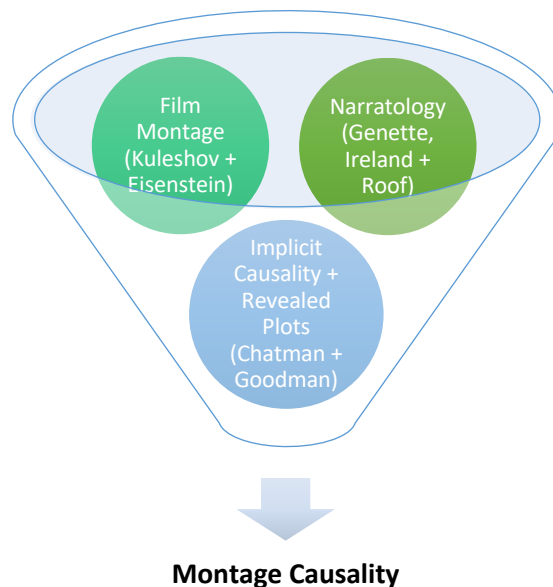 Film
Montage
(Kuleshov +
Eisenstein)
Narratology
(Genette,
Ireland +
Roof)
Implicit
Causality +
Revealed
Plots
(Chatman +
Goodman)
Montage Causality